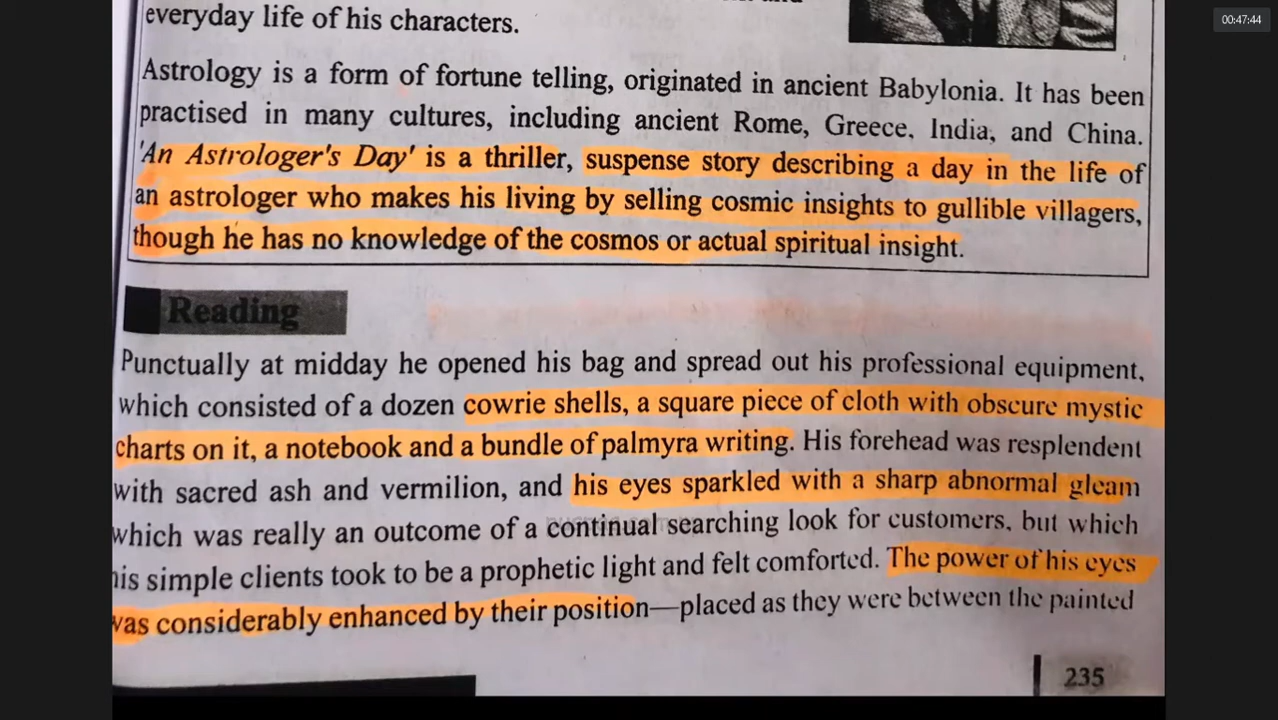 00:47:44
everyday life of his characters.
Astrology is a form of fortune telling, originated in ancient Babylonia. It has been
practised in many cultures, including ancient Rome, Greece, India, and China.
'An Astrologer's Day' is a thriller, suspense story describing a day in the life of
an astrologer who makes his living by selling cosmic insights to gullible villagers,
though he has no knowledge of the cosmos or actual spiritual insight.
Reading
Punctually at midday he opened his bag and spread out his professional equipment,
which consisted of a dozen cowrie shells, a square piece of cloth with obscure mystic
charts on it, a notebook and a bundle of palmyra writing. His forehead was resplendent
with sacred ash and vermilion, and his eyes sparkled with a sharp abnormal gleam
which was really an outcome of a continual searching look for customers, but which
his simple clients took to be a prophetic light and felt comforted. The power of his eyes
was considerably enhanced by their position—placed as they were between the painted
235